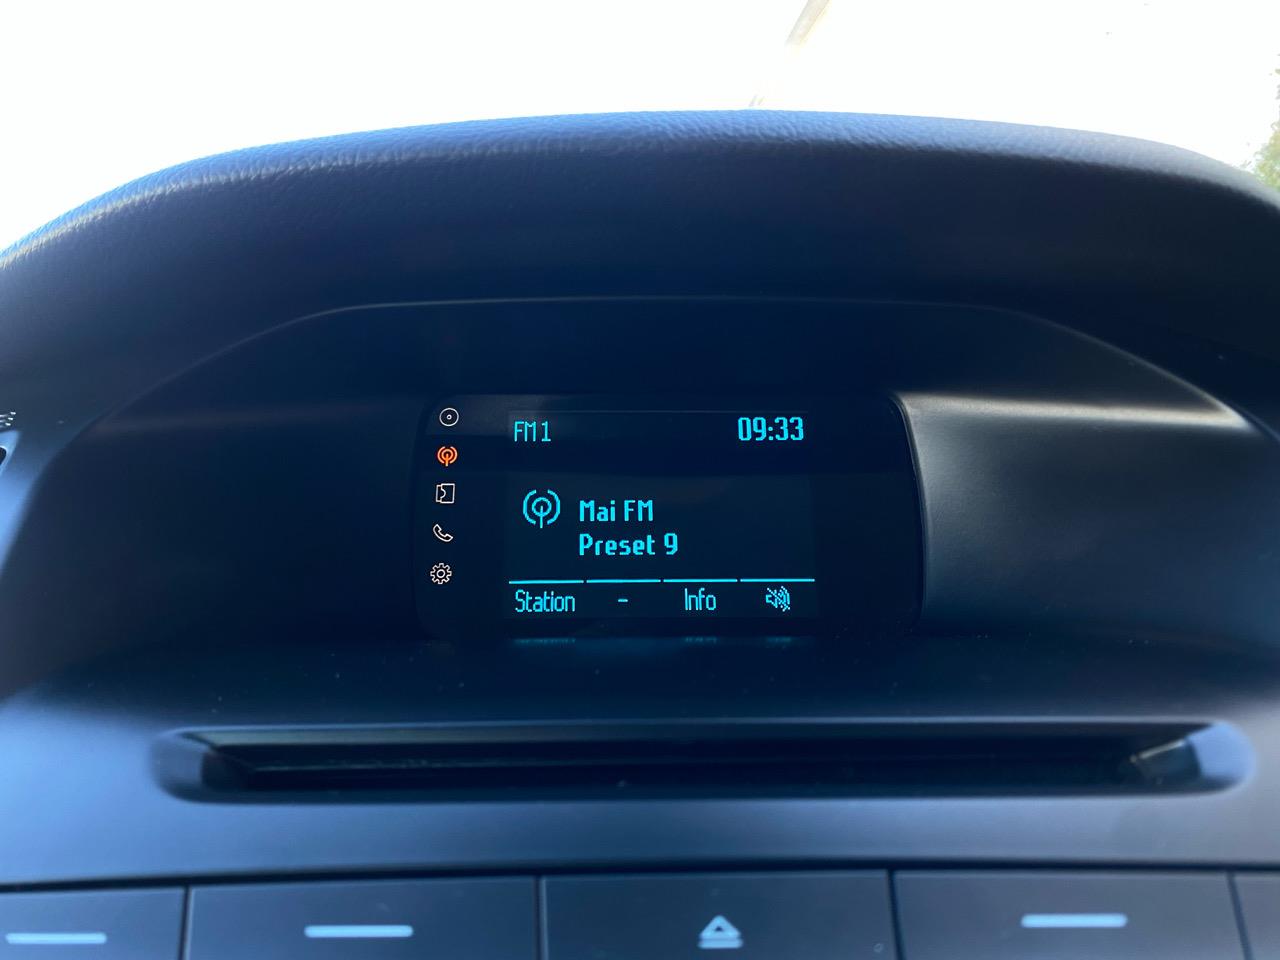 FM1 09:33
Mai FM
Preset 9
Station - Info